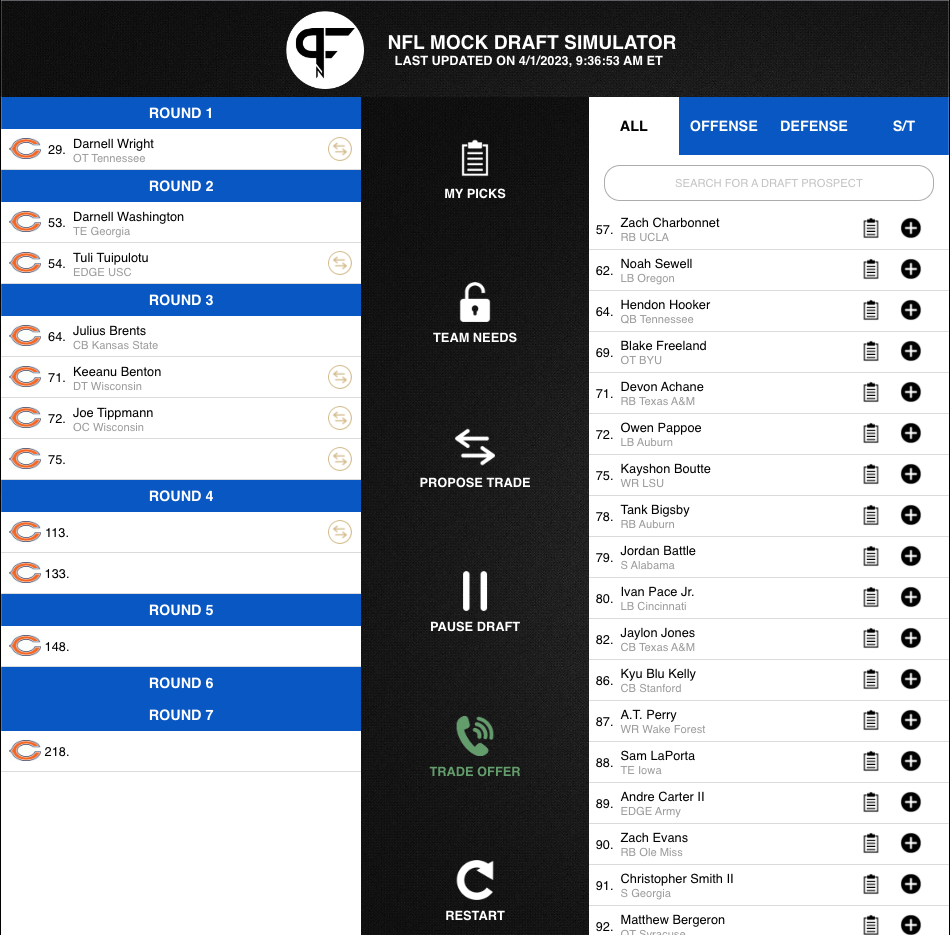 PF
N
NFL MOCK DRAFT SIMULATOR
LAST UPDATED ON 4/1/2023, 9:36:53 AM ET
ROUND 1
29. Darnell Wright
OT Tennessee
ROUND 2
53. Darnell Washington
TE Georgia
54. Tuli Tuipulotu
EDGE USC
ROUND 3
64. Julius Brents
CB Kansas State
71. Keeanu Benton
DT Wisconsin
72. Joe Tippmann
OC Wisconsin
75.
ROUND 4
113.
133.
ROUND 5
148.
ROUND 6
ROUND 7
218.
MY PICKS
TEAM NEEDS
PROPOSE TRADE
PAUSE DRAFT
TRADE OFFER
RESTART
ALL OFFENSE DEFENSE S/T
SEARCH FOR A DRAFT PROSPECT
57. Zach Charbonnet
RB UCLA
62. Noah Sewell
LB Oregon
64. Hendon Hooker
QB Tennessee
69. Blake Freeland
OT BYU
71. Devon Achane
RB Texas A&M
72. Owen Pappoe
LB Auburn
75. Kayshon Boutte
WR LSU
78. Tank Bigsby
RB Auburn
79. Jordan Battle
S Alabama
80. Ivan Pace Jr.
LB Cincinnati
82. Jaylon Jones
CB Texas A&M
86. Kyu Blu Kelly
CB Stanford
87. A.T. Perry
WR Wake Forest
88. Sam LaPorta
TE Iowa
89. Andre Carter II
EDGE Army
90. Zach Evans
RB Ole Miss
91. Christopher Smith II
S Georgia
92. Matthew Bergeron
OT Syracuse